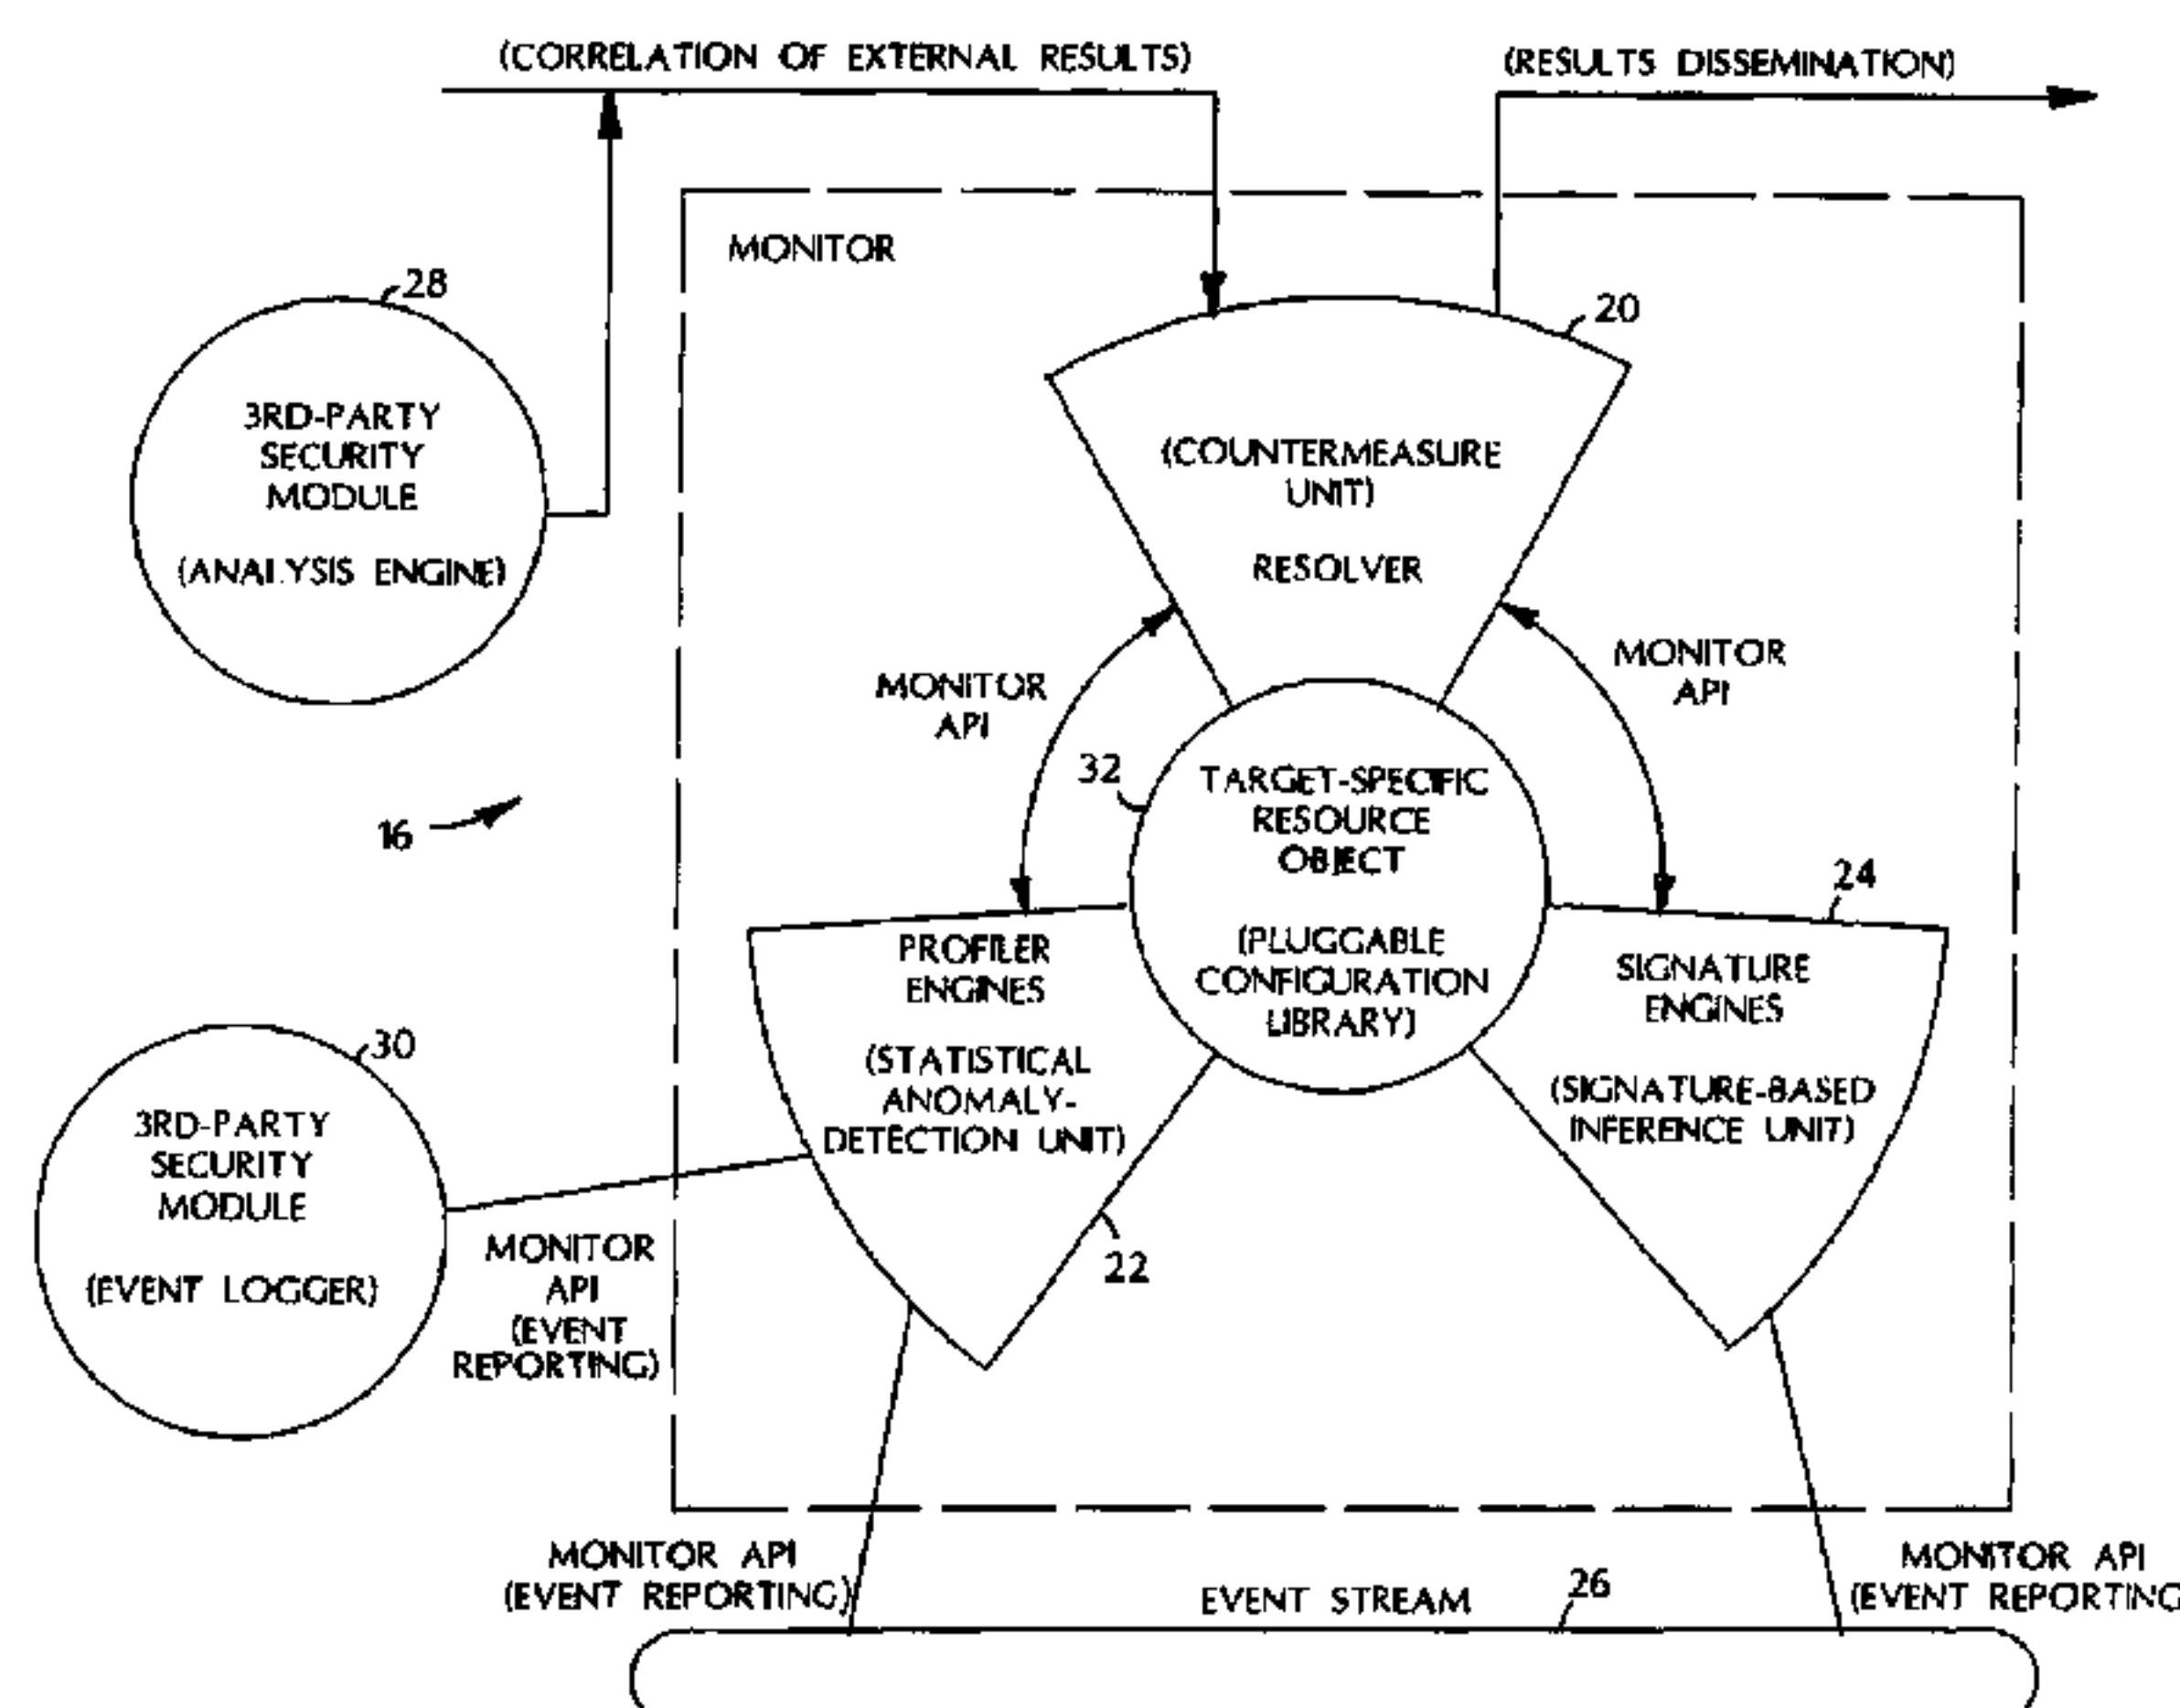 (CORRELATION OF EXTERNAL RESULTS)
(RESULTS DISSEMINATION)
MONITOR
28
3RD-PARTY
SECURITY
MODULE
(ANALYSIS ENGINE)
20
(COUNTERMEASURE
UNIT)
RESOLVER
MONITOR
API
MONITOR
API
16
32
TARGET-SPECIFIC
RESOURCE
OBJECT
(PLUGGABLE
CONFIGURATION
LIBRARY)
24
PROFILER
ENGINES
(STATISTICAL
ANOMALY-
DETECTION UNIT)
22
SIGNATURE
ENGINES
(SIGNATURE-BASED
INFERENCE UNIT)
30
3RD-PARTY
SECURITY
MODULE
(EVENT LOGGER)
MONITOR
API
(EVENT
REPORTING)
MONITOR API
(EVENT REPORTING)
EVENT STREAM
26
MONITOR API
(EVENT REPORTING